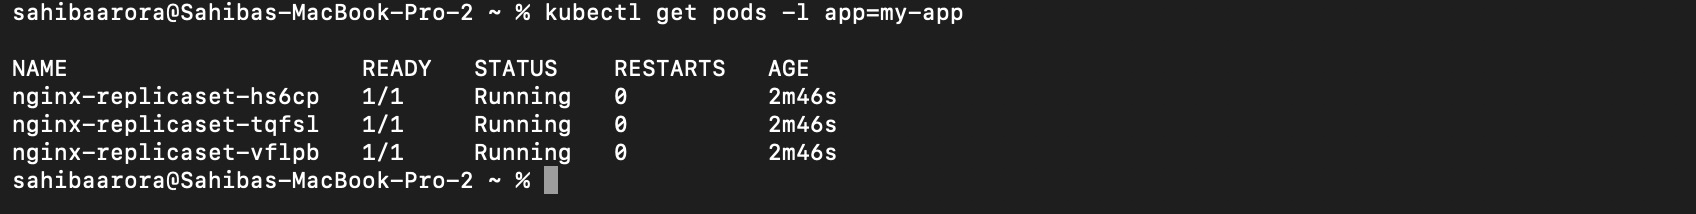 sahibaarora@Sahibas-MacBook-Pro-2 ~ % kubectl get pods -l app=my-app
NAME READY STATUS RESTARTS AGE
nginx-replicaset-hs6cp 1/1 Running 0 2m46s
nginx-replicaset-tqfsl 1/1 Running 0 2m46s
nginx-replicaset-vflpb 1/1 Running 0 2m46s
sahibaarora@Sahibas-MacBook-Pro-2 ~ %